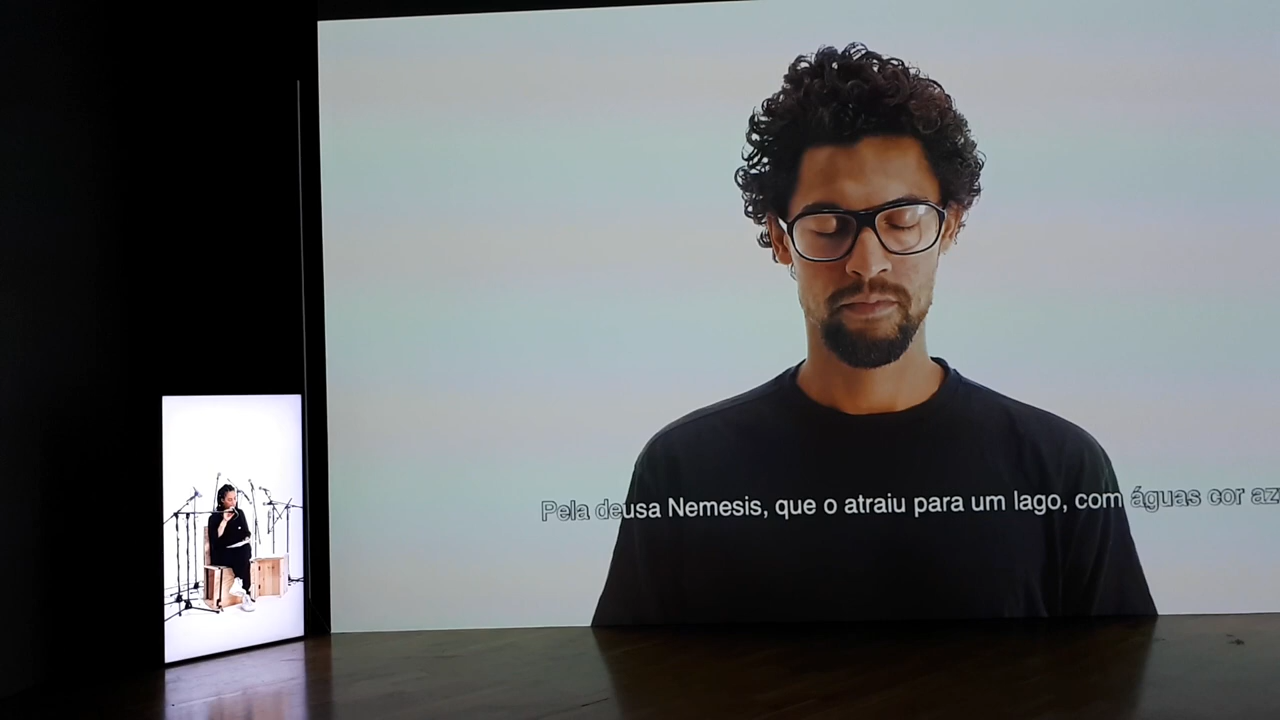 Pela deusa Nemesis, que o atraiu para um lago, com águas cor